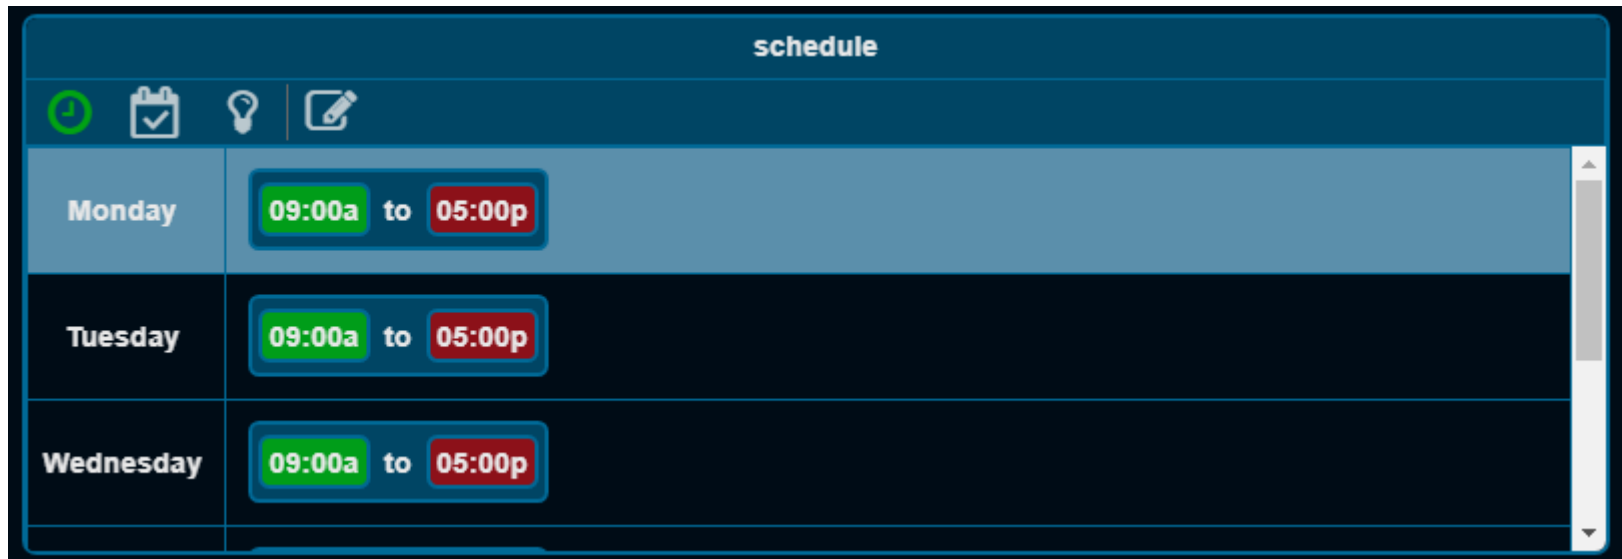 schedule
Monday 09:00a to 05:00p
Tuesday 09:00a to 05:00p
Wednesday 09:00a to 05:00p